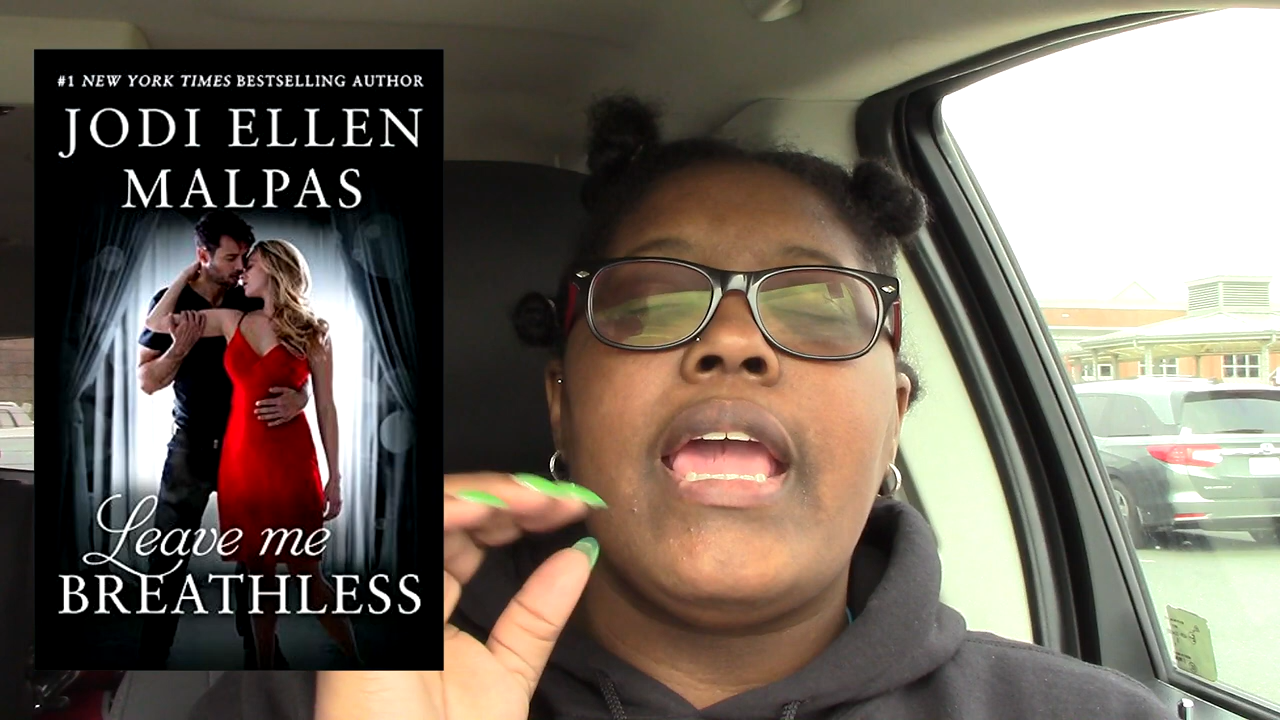 #1 NEW YORK TIMES BESTSELLING AUTHOR
JODI ELLEN
MALPAS
Leave me
BREATHLESS